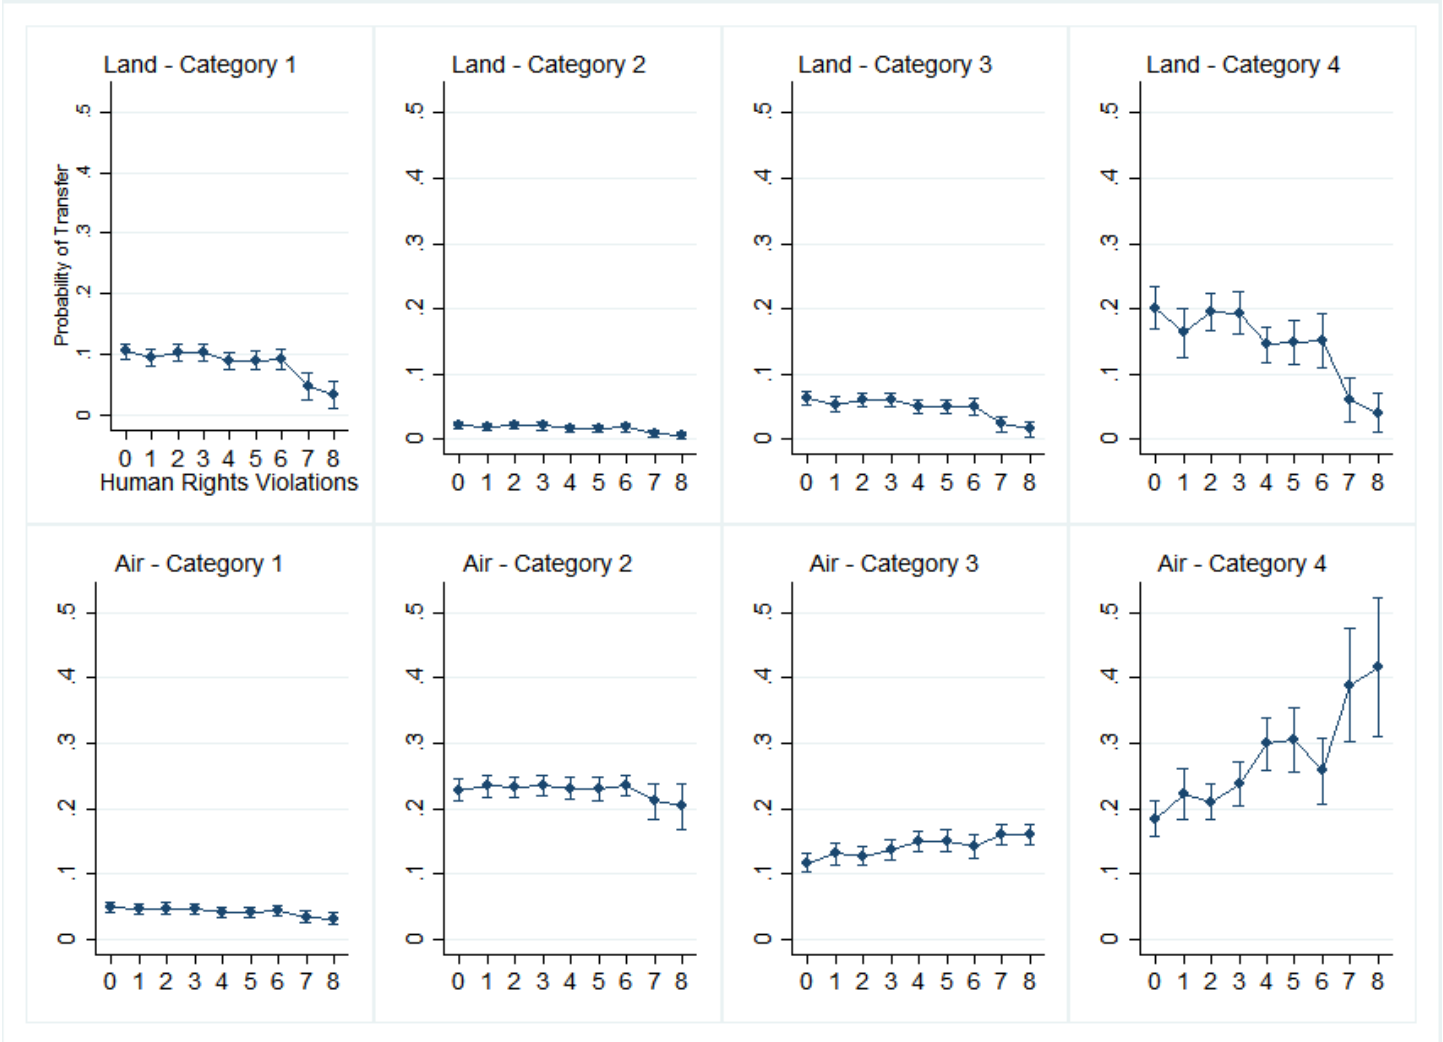 Land - Category 1
Land - Category 2
Land - Category 3
Land - Category 4
Probability of Transfer
.5
.4
.3
.2
.1
0
0 1 2 3 4 5 6 7 8
Human Rights Violations
.5
.4
.3
.2
.1
0
0 1 2 3 4 5 6 7 8
.5
.4
.3
.2
.1
0
0 1 2 3 4 5 6 7 8
.5
.4
.3
.2
.1
0
0 1 2 3 4 5 6 7 8
Air - Category 1
Air - Category 2
Air - Category 3
Air - Category 4
.5
.4
.3
.2
.1
0
0 1 2 3 4 5 6 7 8
.5
.4
.3
.2
.1
0
0 1 2 3 4 5 6 7 8
.5
.4
.3
.2
.1
0
0 1 2 3 4 5 6 7 8
.5
.4
.3
.2
.1
0
0 1 2 3 4 5 6 7 8